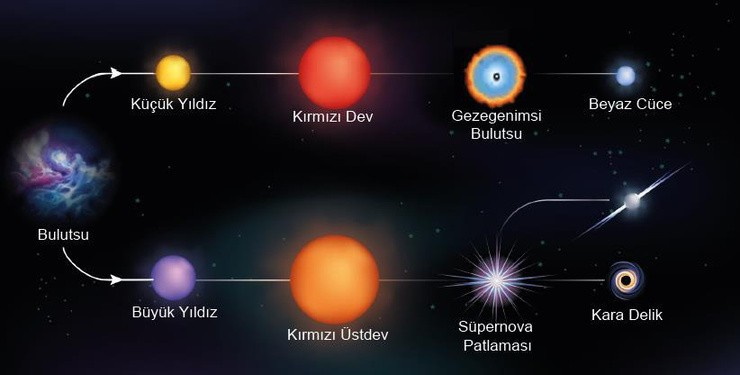 Küçük Yıldız
Kırmızı Dev
Gezegenimsi
Bulutsu
Beyaz Cüce
Bulutsu
Büyük Yıldız
Kırmızı Üstdev
Süpernova
Patlaması
Kara Delik